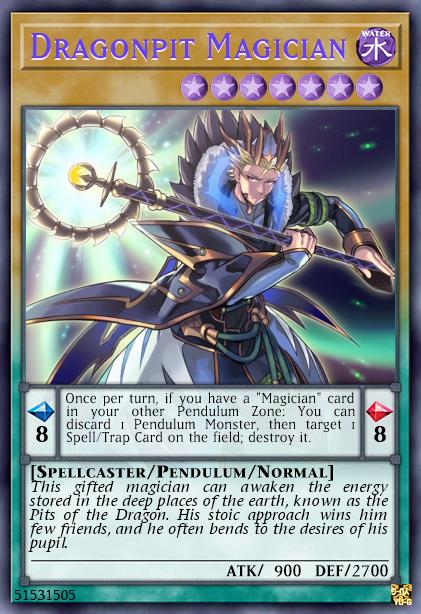 Dragonpit Magician
WATER
水
Once per turn, if you have a "Magician" card
in your other Pendulum Zone: You can
discard 1 Pendulum Monster, then target 1
Spell/Trap Card on the field; destroy it.
8
8
[Spellcaster/Pendulum/Normal]
This gifted magician can awaken the energy
stored in the deep places of the earth, known as the
Pits of the Dragon. His stoic approach wins him
few friends, and he often bends to the desires of his
pupil.
ATK/ 900 DEF/2700
51531505